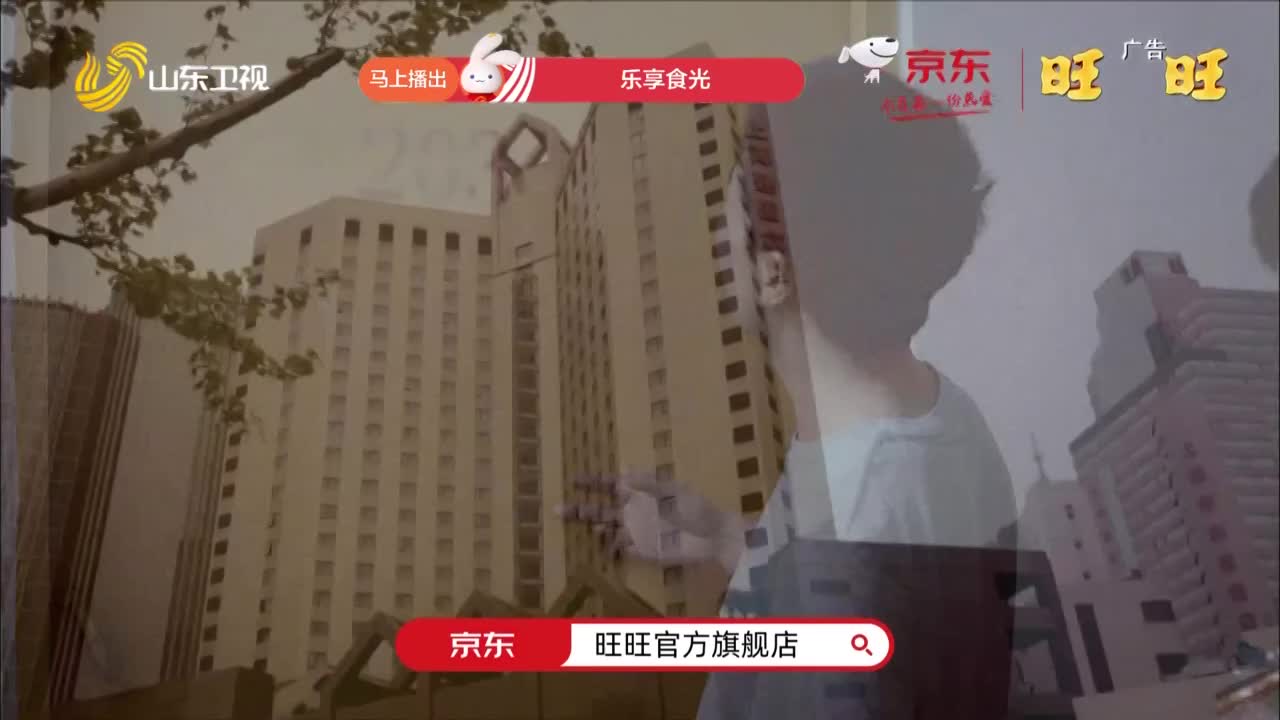 山东卫视
马上播出
乐享食光
京东
广告
旺 旺
京东
旺旺官方旗舰店